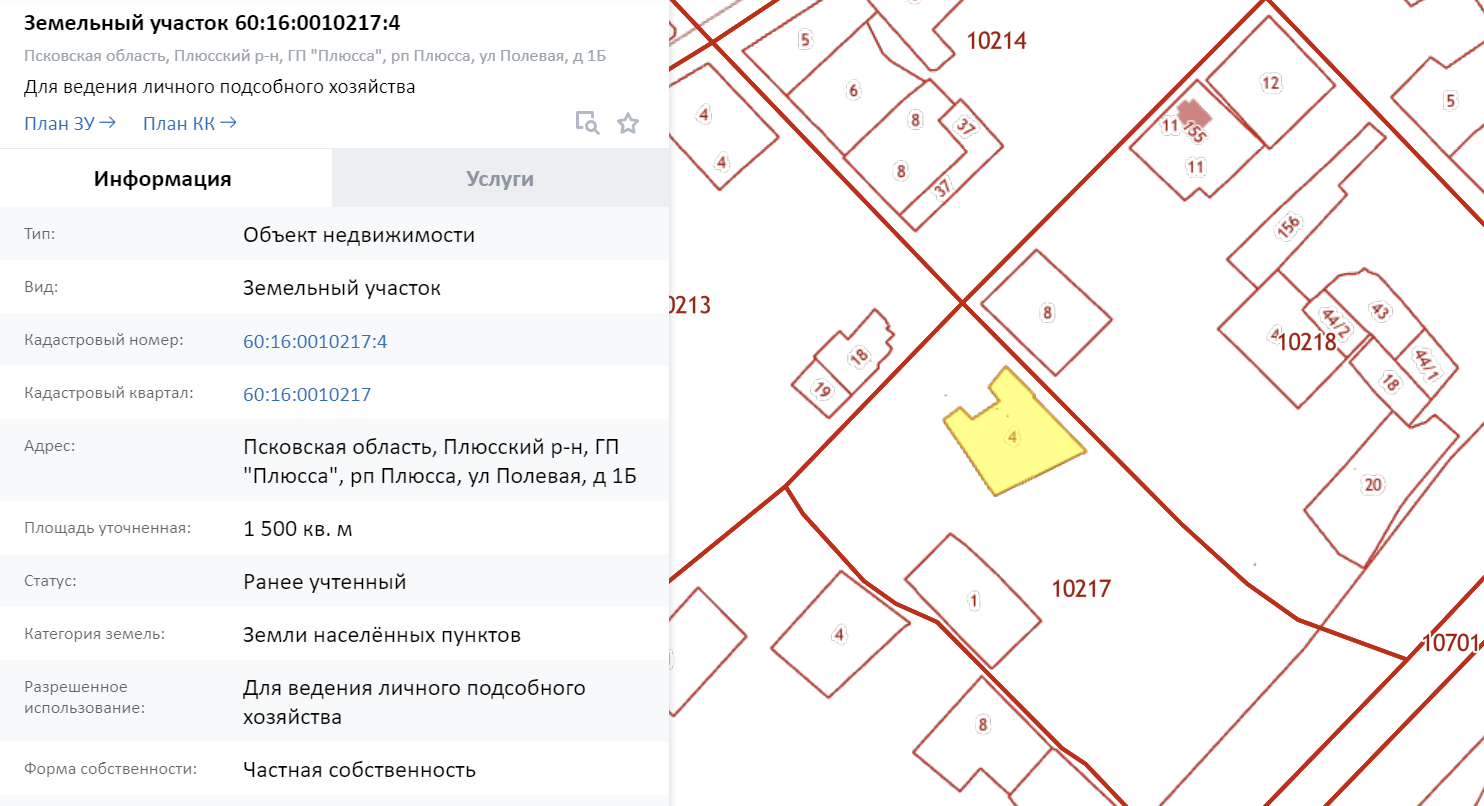 Земельный участок 60:16:0010217:4
Псковская область, Плюсский р-н, ГП "Плюсса", рп Плюсса, ул Полевая, д 1Б
Для ведения личного подсобного хозяйства
План ЗУ → План КК →
Информация Услуги
Тип: Объект недвижимости
Вид: Земельный участок
Кадастровый номер: 60:16:0010217:4
Кадастровый квартал: 60:16:0010217
Адрес: Псковская область, Плюсский р-н, ГП
"Плюсса", рп Плюсса, ул Полевая, д 1Б
Площадь уточненная: 1 500 кв. м
Статус: Ранее учтенный
Категория земель: Земли населённых пунктов
Разрешенное
использование:
Для ведения личного подсобного
хозяйства
Форма собственности: Частная собственность
5
10214
6
12
5
4
8
37
11
155
4
8
11
37
156
0213
8
43
44/2
4
10218
18
44/1
19
18
4
20
10217
1
4
10701
8